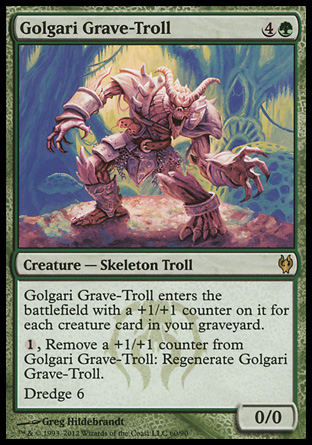 Golgari Grave-Troll 4
Creature — Skeleton Troll
Golgari Grave-Troll enters the
battlefield with a +1/+1 counter on it for
each creature card in your graveyard.
1, Remove a +1/+1 counter from
Golgari Grave-Troll: Regenerate Golgari
Grave-Troll.
Dredge 6
Greg Hildebrandt
™ & © 1993–2012 Wizards of the Coast LLC 60/90
0/0